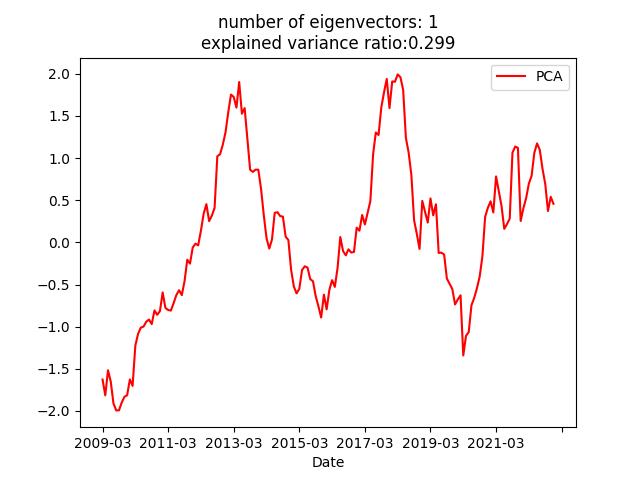 number of eigenvectors: 1
explained variance ratio:0.299
PCA
2.0
1.5
1.0
0.5
0.0
−0.5
−1.0
−1.5
−2.0
2009-03 2011-03 2013-03 2015-03 2017-03 2019-03 2021-03
Date